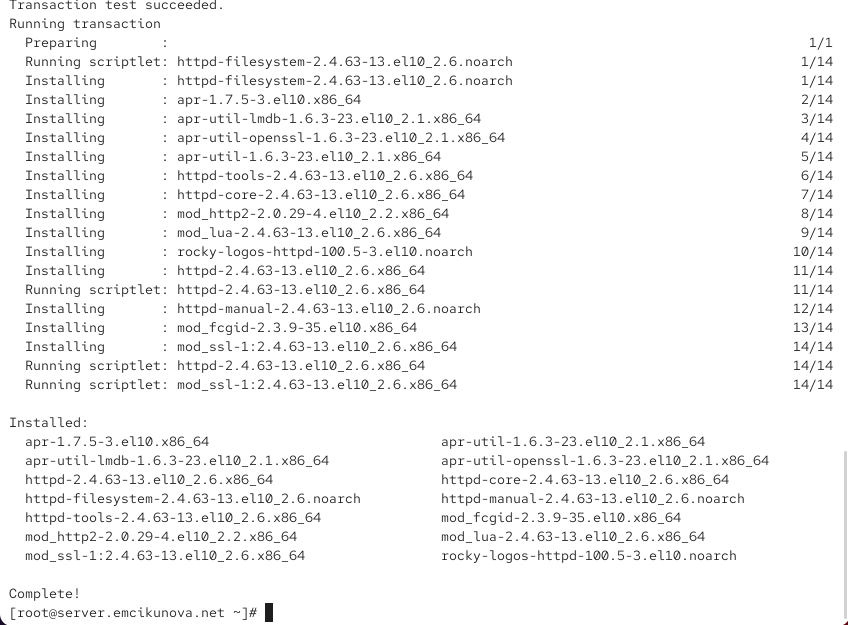 Transaction test succeeded.
Running transaction
  Preparing        :                                                                                1/1
  Running scriptlet: httpd-filesystem-2.4.63-13.el10_2.6.noarch                                    1/14
  Installing       : httpd-filesystem-2.4.63-13.el10_2.6.noarch                                    1/14
  Installing       : apr-1.7.5-3.el10.x86_64                                                       2/14
  Installing       : apr-util-lmdb-1.6.3-23.el10_2.1.x86_64                                        3/14
  Installing       : apr-util-openssl-1.6.3-23.el10_2.1.x86_64                                     4/14
  Installing       : apr-util-1.6.3-23.el10_2.1.x86_64                                             5/14
  Installing       : httpd-tools-2.4.63-13.el10_2.6.x86_64                                         6/14
  Installing       : httpd-core-2.4.63-13.el10_2.6.x86_64                                          7/14
  Installing       : mod_http2-2.0.29-4.el10_2.2.x86_64                                            8/14
  Installing       : mod_lua-2.4.63-13.el10_2.6.x86_64                                             9/14
  Installing       : rocky-logos-httpd-100.5-3.el10.noarch                                        10/14
  Installing       : httpd-2.4.63-13.el10_2.6.x86_64                                              11/14
  Running scriptlet: httpd-2.4.63-13.el10_2.6.x86_64                                              11/14
  Installing       : httpd-manual-2.4.63-13.el10_2.6.noarch                                       12/14
  Installing       : mod_fcgid-2.3.9-35.el10.x86_64                                               13/14
  Installing       : mod_ssl-1:2.4.63-13.el10_2.6.x86_64                                          14/14
  Running scriptlet: httpd-2.4.63-13.el10_2.6.x86_64                                              14/14
  Running scriptlet: mod_ssl-1:2.4.63-13.el10_2.6.x86_64                                          14/14

Installed:
  apr-1.7.5-3.el10.x86_64                             apr-util-1.6.3-23.el10_2.1.x86_64
  apr-util-lmdb-1.6.3-23.el10_2.1.x86_64              apr-util-openssl-1.6.3-23.el10_2.1.x86_64
  httpd-2.4.63-13.el10_2.6.x86_64                     httpd-core-2.4.63-13.el10_2.6.x86_64
  httpd-filesystem-2.4.63-13.el10_2.6.noarch          httpd-manual-2.4.63-13.el10_2.6.noarch
  httpd-tools-2.4.63-13.el10_2.6.x86_64               mod_fcgid-2.3.9-35.el10.x86_64
  mod_http2-2.0.29-4.el10_2.2.x86_64                  mod_lua-2.4.63-13.el10_2.6.x86_64
  mod_ssl-1:2.4.63-13.el10_2.6.x86_64                 rocky-logos-httpd-100.5-3.el10.noarch

Complete!
[root@server.emcikunova.net ~]#